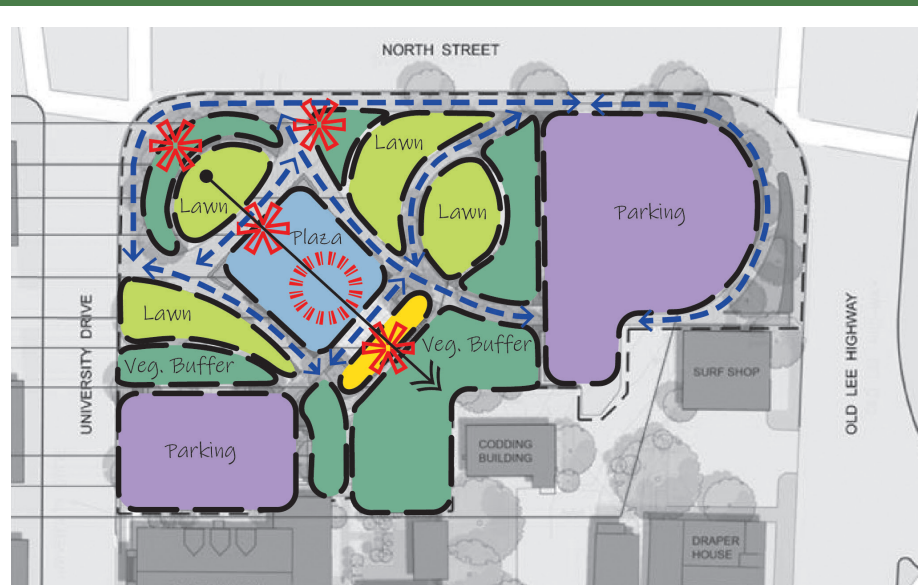 NORTH STREET
Lawn
Lawn
Lawn
Parking
Plaza
Lawn
UNIVERSITY DRIVE
OLD LEE HIGHWAY
Veg. Buffer
Veg. Buffer
SURF SHOP
Parking
CODDING
BUILDING
DRAPER
HOUSE